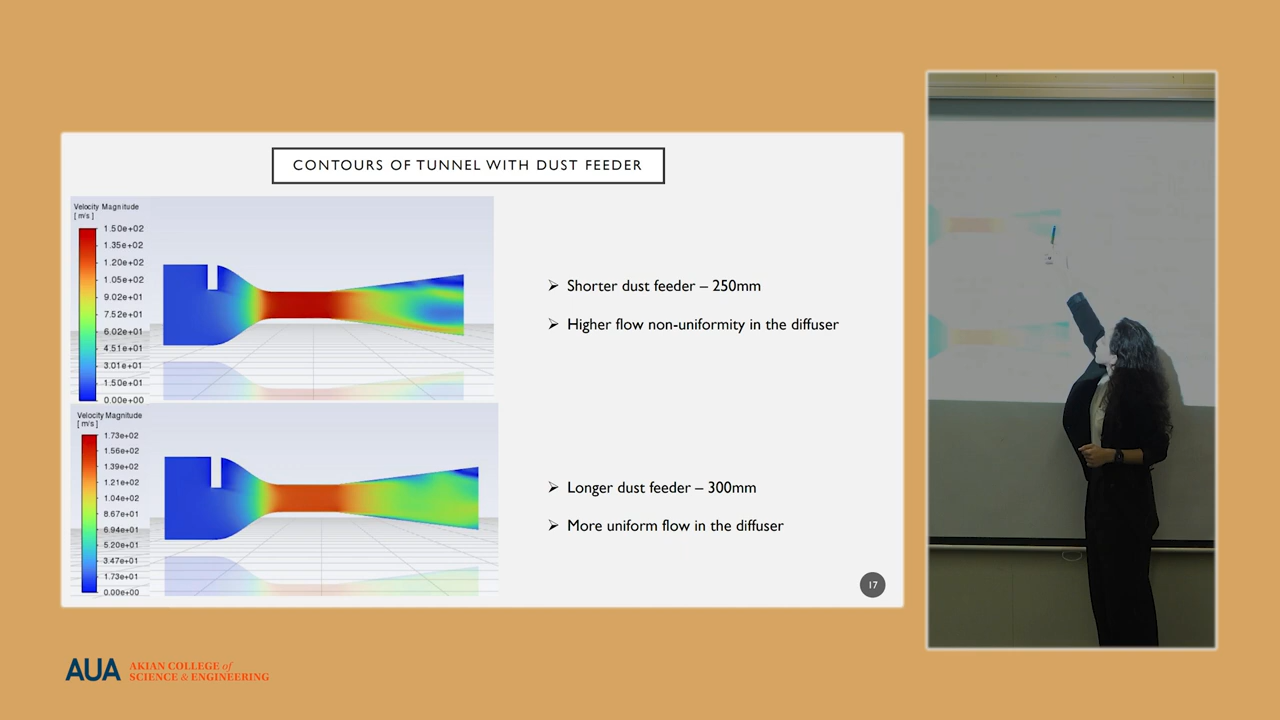 CONTOURS OF TUNNEL WITH DUST FEEDER
Velocity Magnitude
[ m/s ]
1.50e+02
1.35e+02
1.20e+02
1.05e+02
9.02e+01
7.52e+01
6.02e+01
4.51e+01
3.01e+01
1.50e+01
0.00e+00
➢ Shorter dust feeder – 250mm
➢ Higher flow non-uniformity in the diffuser
Velocity Magnitude
[ m/s ]
1.73e+02
1.56e+02
1.39e+02
1.21e+02
1.04e+02
8.67e+01
6.94e+01
5.20e+01
3.47e+01
1.73e+01
0.00e+00
➢ Longer dust feeder – 300mm
➢ More uniform flow in the diffuser
17
AUA AKIAN COLLEGE of
SCIENCE & ENGINEERING